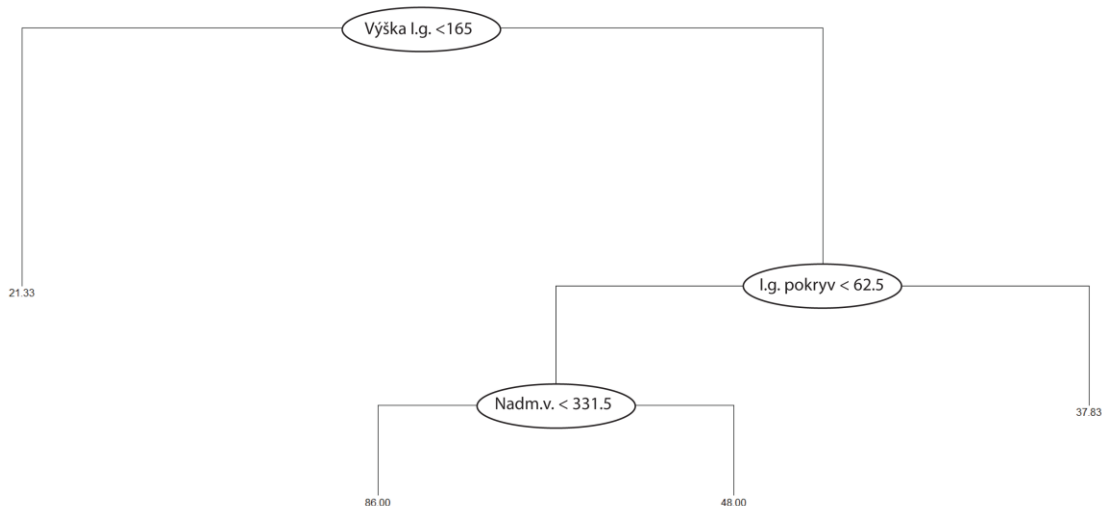 Výška I.g. <165
I.g. pokryv < 62.5
21.33
Nadm.v. < 331.5
37.83
86.00
48.00